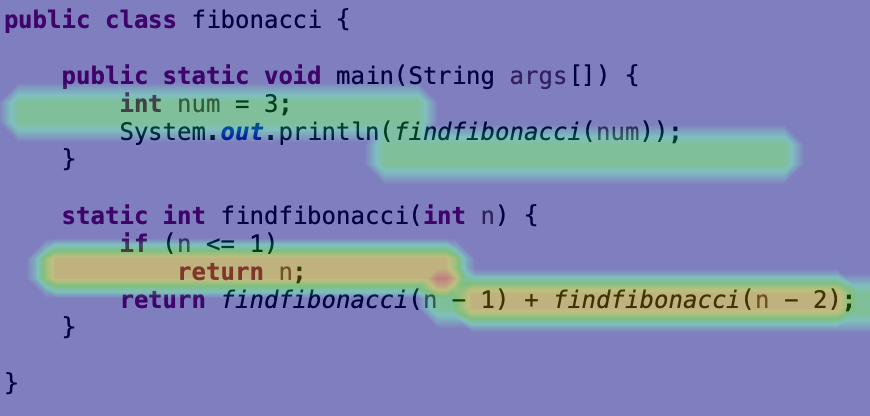 public class fibonacci {
public static void main(String args[]) {
int num = 3;
System.out.println(findfibonacci(num));
}
static int findfibonacci(int n) {
if (n <= 1)
return n;
return findfibonacci(n - 1) + findfibonacci(n - 2);
}
}